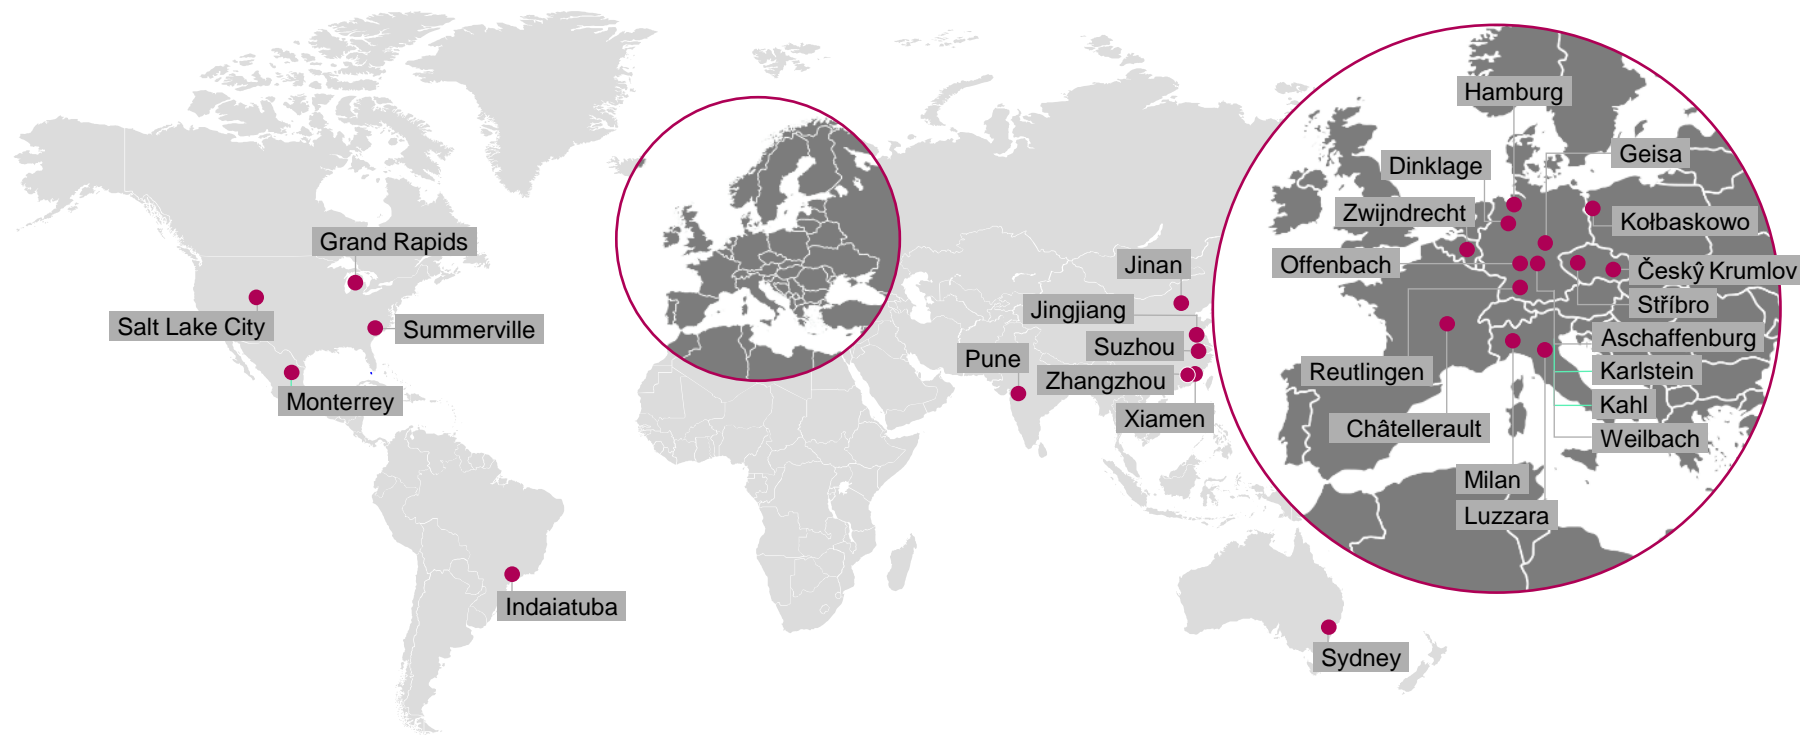 Hamburg
Geisa
Dinklage
Zwijndrecht
Kołbaskowo
Grand Rapids
Jinan
Offenbach
Český Krumlov
Stříbro
Jingjiang
Salt Lake City
Summerville
Suzhou
Aschaffenburg
Pune
Zhangzhou
Reutlingen
Karlstein
Monterrey
Xiamen
Kahl
Châtellerault
Weilbach
Milan
Luzzara
Indaiatuba
Sydney